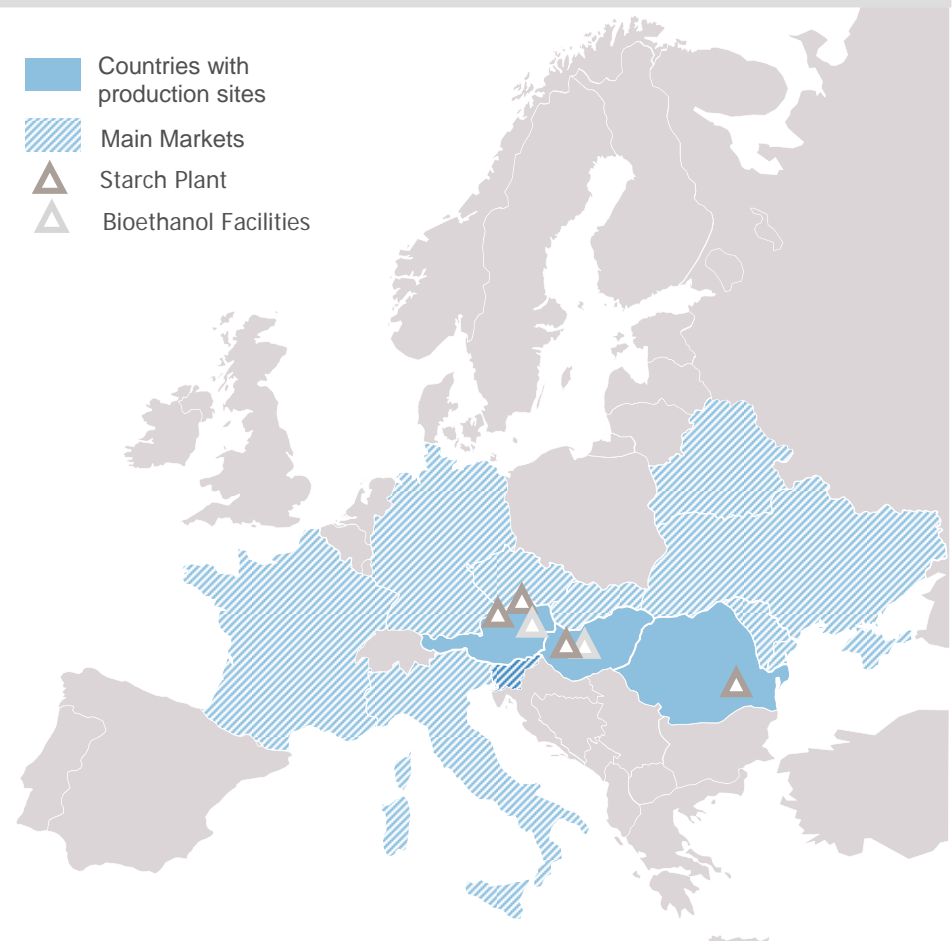 Countries with
production sites
Main Markets
Starch Plant
Bioethanol Facilities